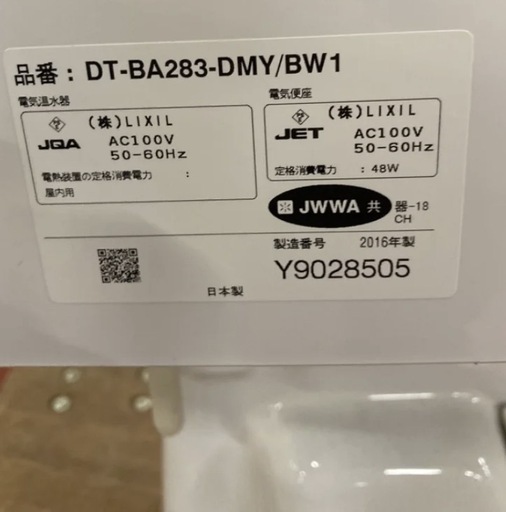 品番： DT-BA283-DMY/BW1
電気温水器
(株)LIXIL
JQA
AC100V
50-60Hz
電熱装置の定格消費電力 :
屋内用
電気便座
(株)LIXIL
JET
AC100V
50-60Hz
定格消費電力 : 48W
JWWA 共 器-18
CH
製造番号 2016年製
Y9028505
日本製